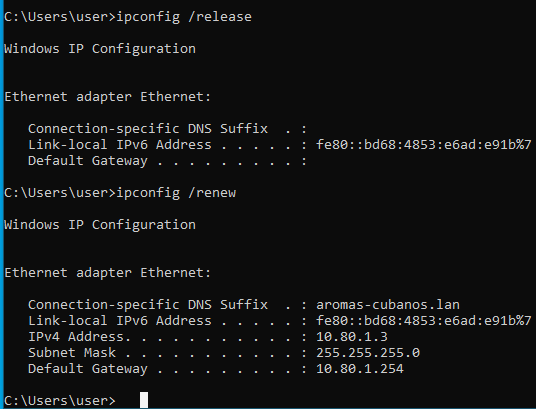 C:\Users\user>ipconfig /release
Windows IP Configuration
Ethernet adapter Ethernet:
   Connection-specific DNS Suffix  . :
   Link-local IPv6 Address . . . . . : fe80::bd68:4853:e6ad:e91b%7
   Default Gateway . . . . . . . . . :
C:\Users\user>ipconfig /renew
Windows IP Configuration
Ethernet adapter Ethernet:
   Connection-specific DNS Suffix  . : aromas-cubanos.lan
   Link-local IPv6 Address . . . . . : fe80::bd68:4853:e6ad:e91b%7
   IPv4 Address. . . . . . . . . . . : 10.80.1.3
   Subnet Mask . . . . . . . . . . . : 255.255.255.0
   Default Gateway . . . . . . . . . : 10.80.1.254
C:\Users\user>